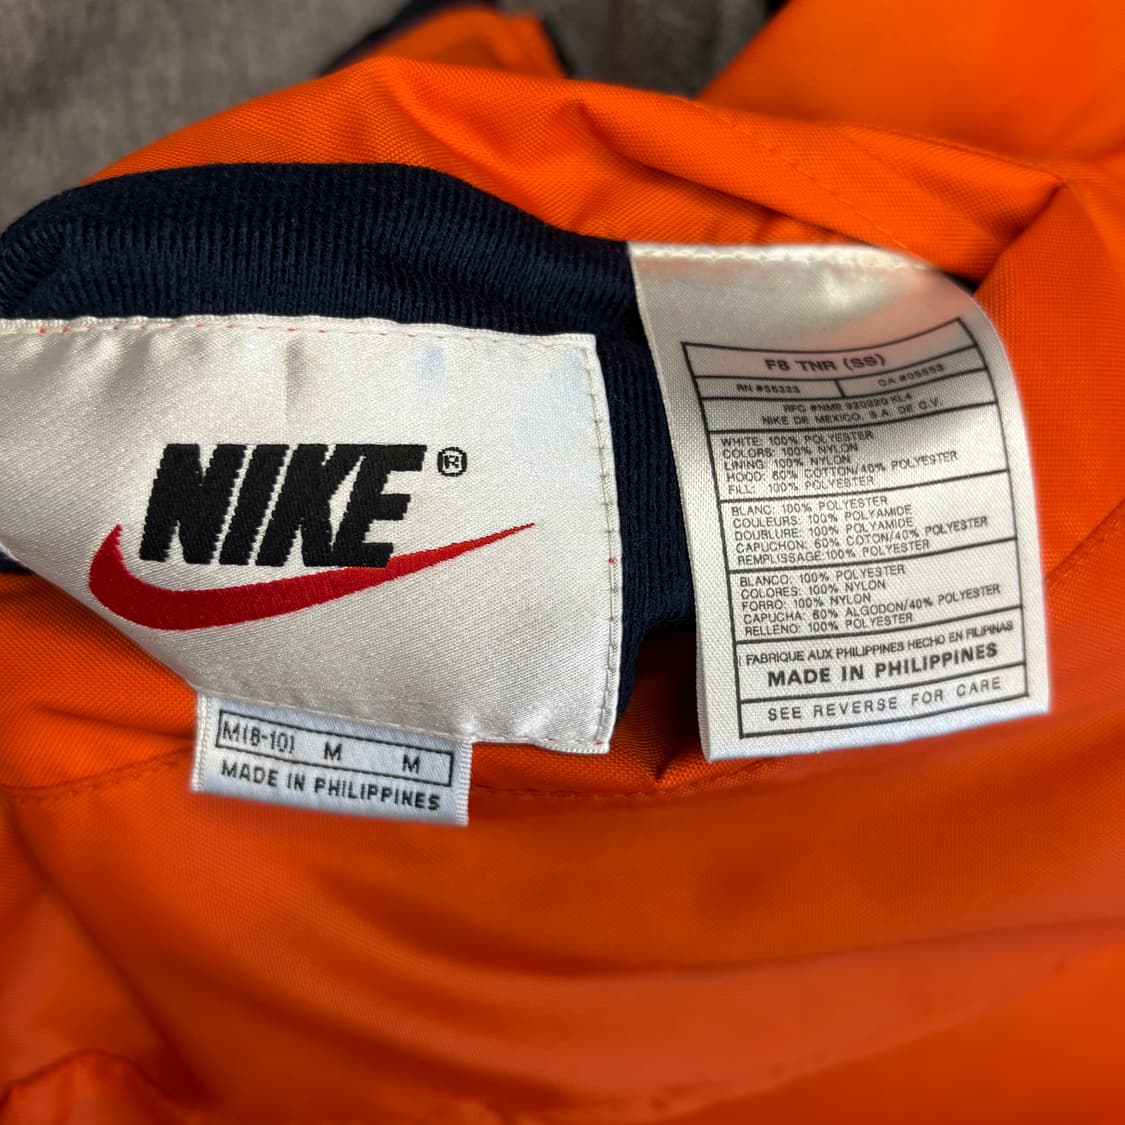 NIKE®
M(8-10) M M
MADE IN PHILIPPINES
F8 TNR (SS)
RN #56323 CA #05553
RFC #NME 920220 KL4
NIKE DE MEXICO, S.A. DE C.V.
WHITE: 100% POLYESTER
COLORS: 100% NYLON
LINING: 100% NYLON
HOOD: 60% COTTON/40% POLYESTER
FILL: 100% POLYESTER
BLANC: 100% POLYESTER
COULEURS: 100% POLYAMIDE
DOUBLURE: 100% POLYAMIDE
CAPUCHON: 60% COTON/40% POLYESTER
REMPLISSAGE:100% POLYESTER
BLANCO: 100% POLYESTER
COLORES: 100% NYLON
FORRO: 100% NYLON
CAPUCHA: 60% ALGODON/40% POLYESTER
RELLENO: 100% POLYESTER
FABRIQUE AUX PHILIPPINES HECHO EN FILIPINAS
MADE IN PHILIPPINES
SEE REVERSE FOR CARE